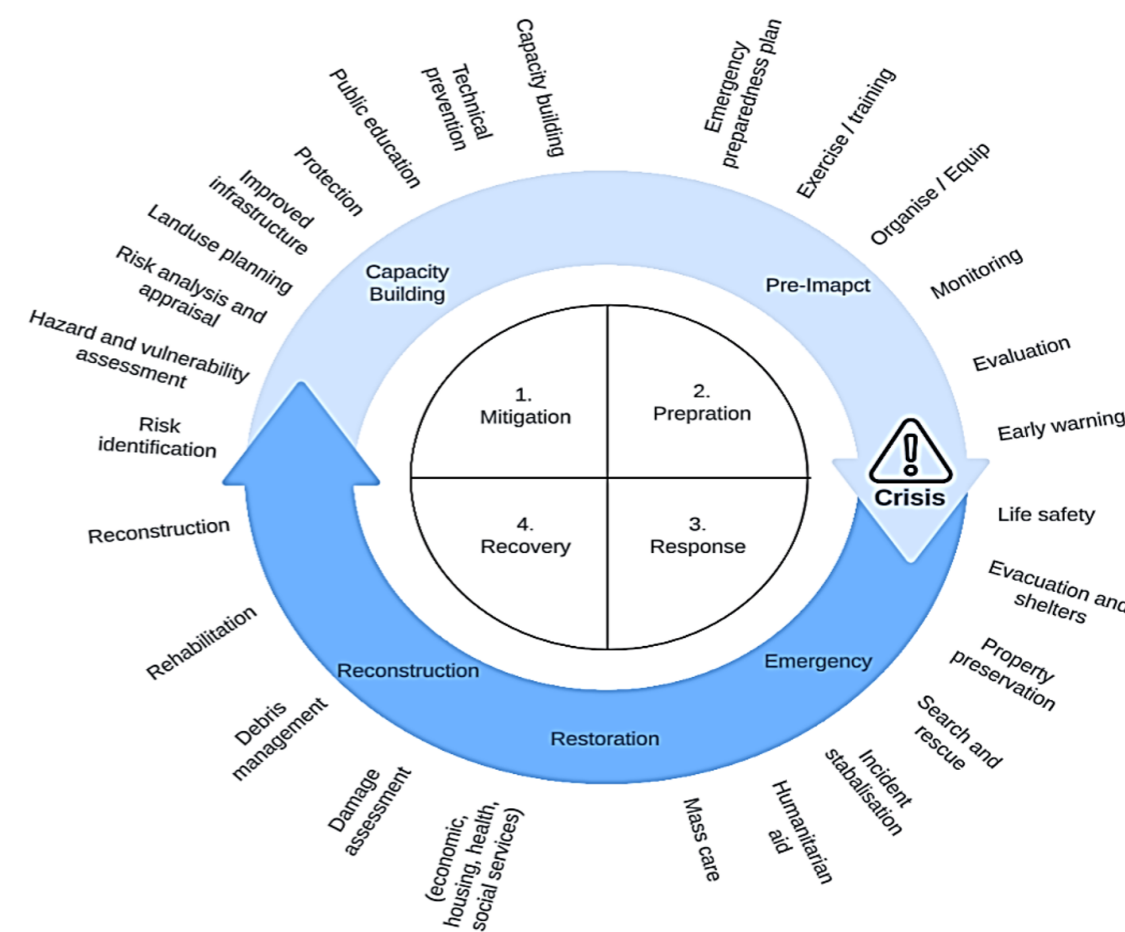 Capacity building
Technical
prevention
Public education
Protection
Improved
infrastructure
Landuse planning
Risk analysis and
appraisal
Hazard and vulnerability
assessment
Risk
identification
Emergency
preparedness plan
Exercise / training
Organise / Equip
Monitoring
Evaluation
Early warning
Capacity
Building
Pre-Imapct
1.
Mitigation
2.
Prepration
Crisis
4.
Recovery
3.
Response
Life safety
Evacuation and
shelters
Property
preservation
Search and
rescue
Incident
stabalisation
Humanitarian
aid
Mass care
Emergency
Restoration
Reconstruction
Reconstruction
Rehabilitation
Debris
management
Damage
assessment
(economic,
housing, health,
social services)